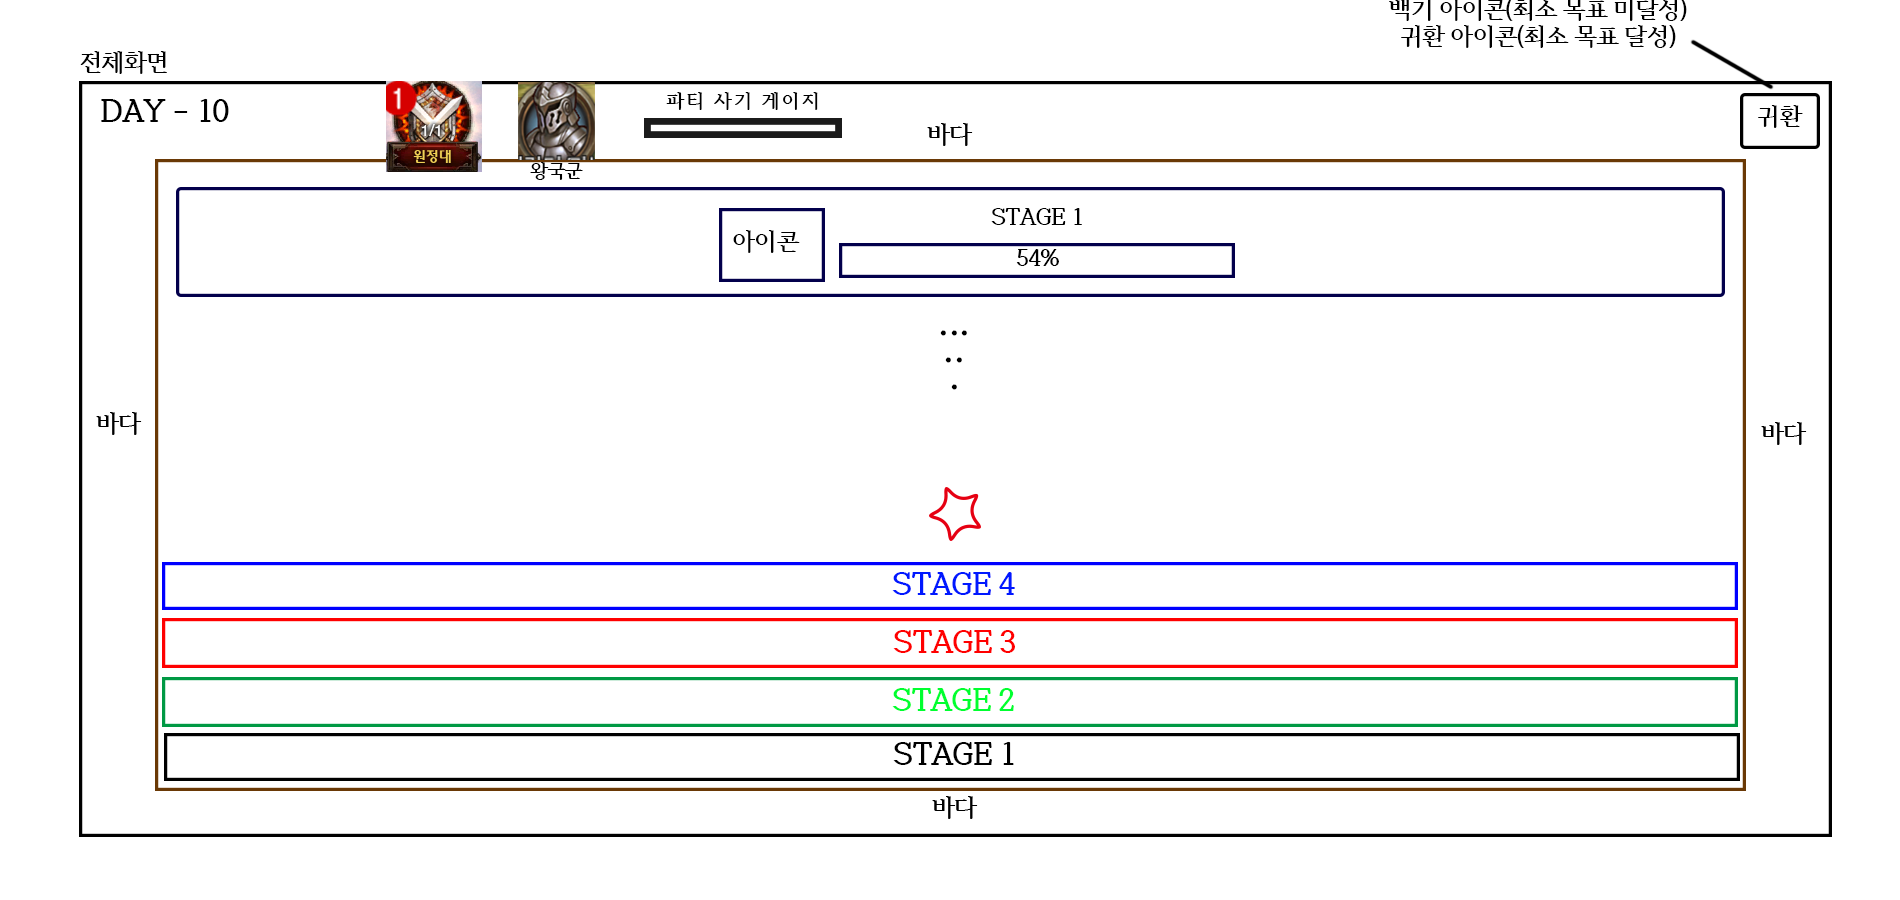 백기 아이콘(최소 목표 미달성)
귀환 아이콘(최소 목표 달성)
전체화면
DAY - 10
1
1/1
원정대
왕국군
파티 사기 게이지
바다
귀환
아이콘
STAGE 1
54%
...
..
.
바다
바다
STAGE 4
STAGE 3
STAGE 2
STAGE 1
바다